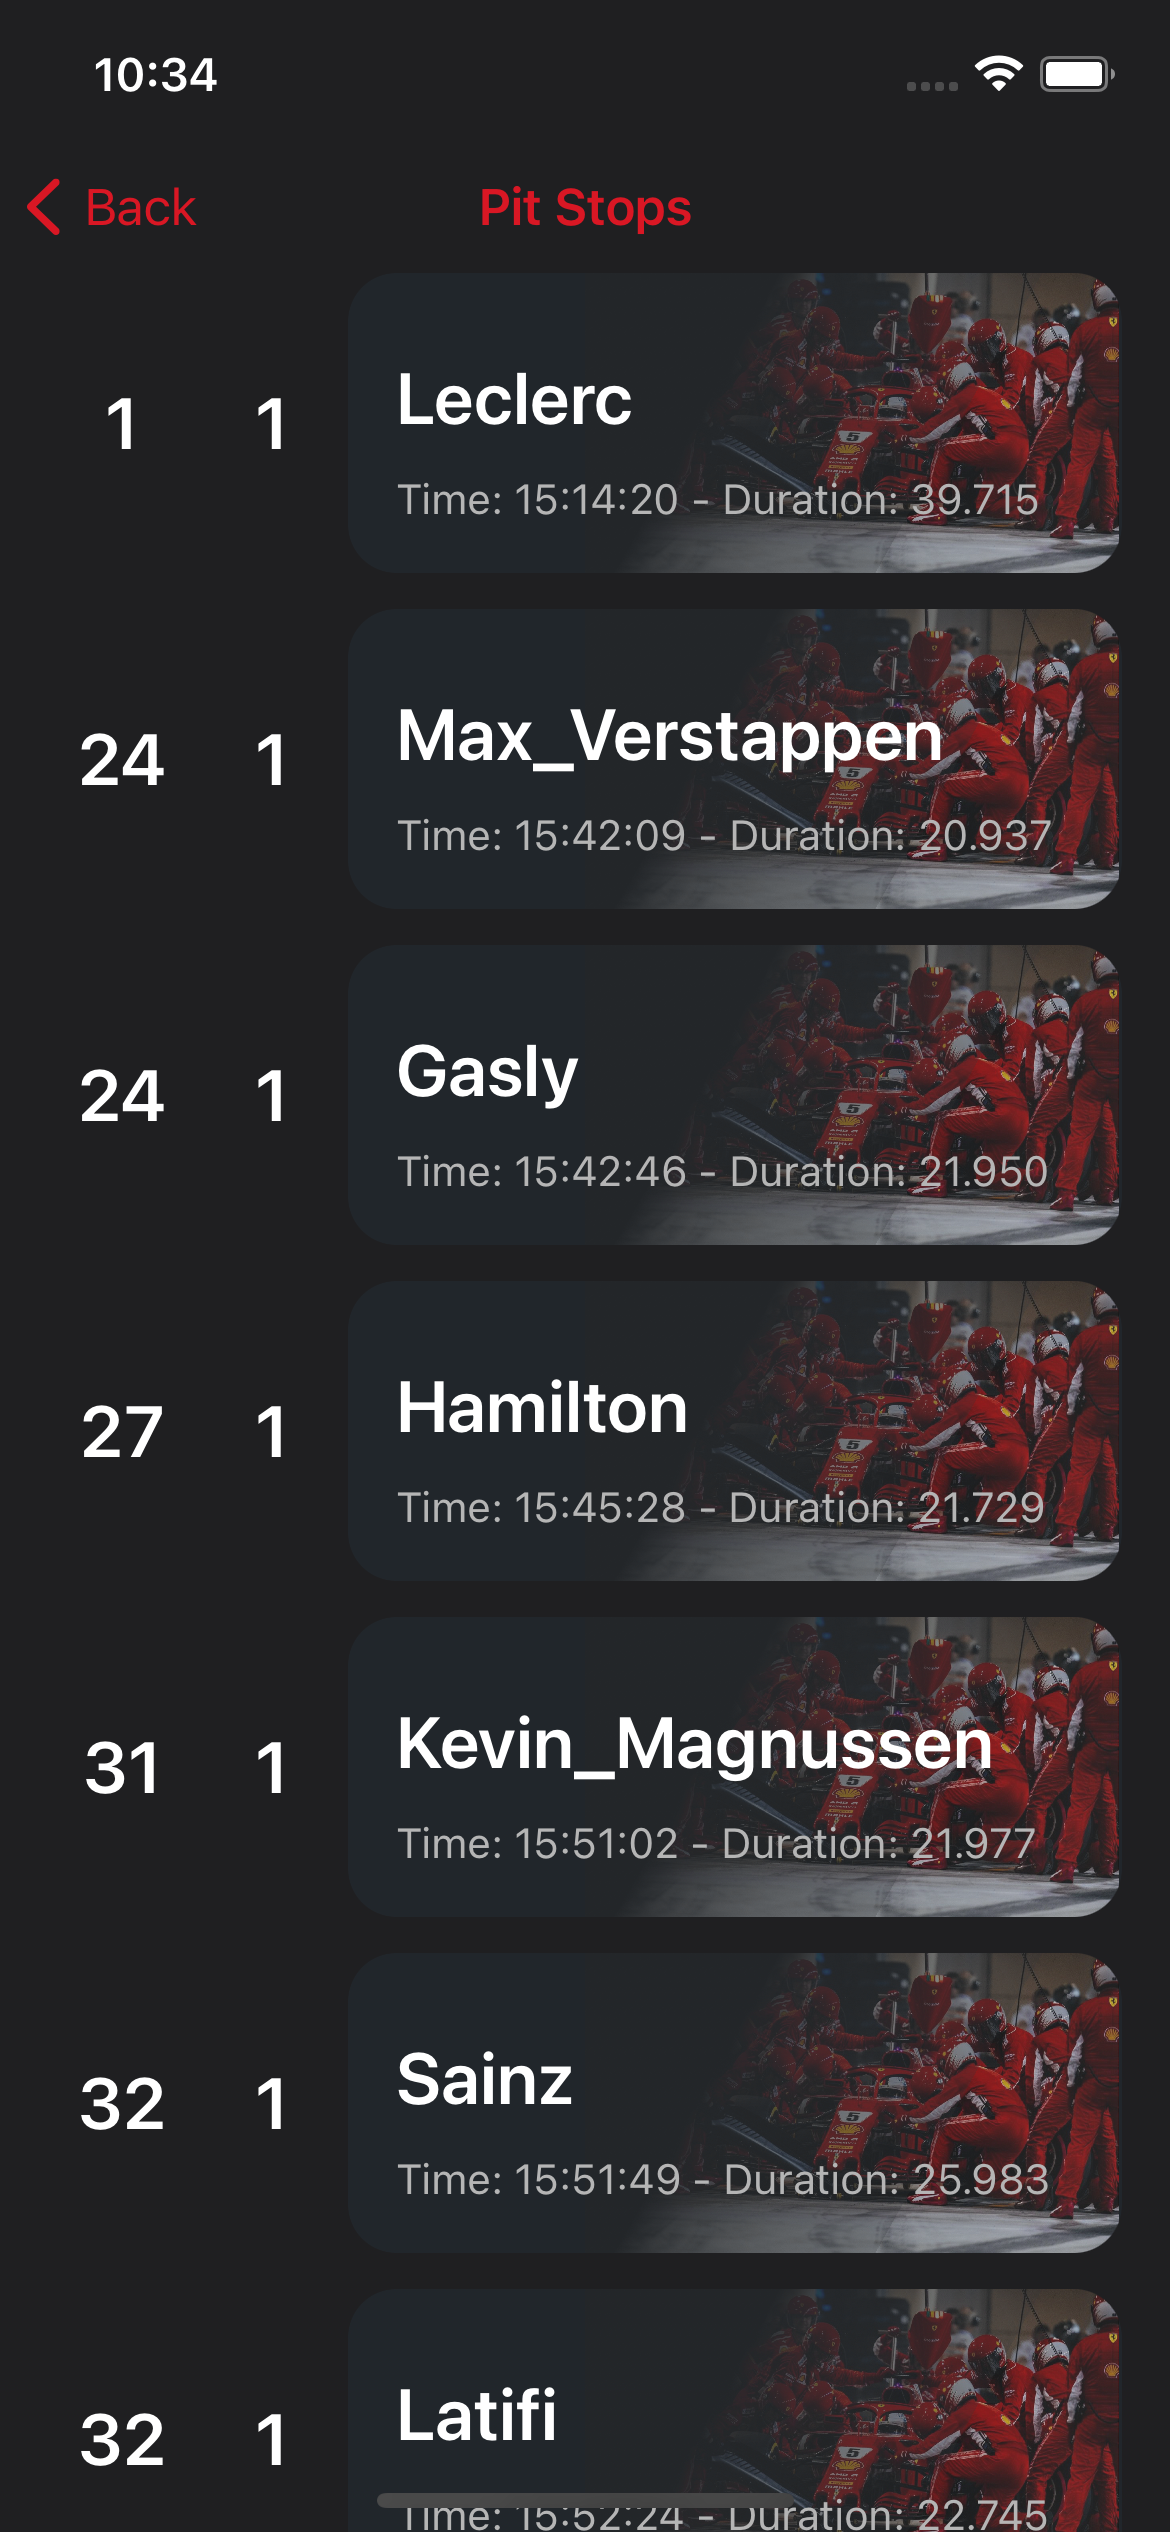 10:34
Back
Pit Stops
1 1 Leclerc
Time: 15:14:20 - Duration: 39.715
24 1 Max_Verstappen
Time: 15:42:09 - Duration: 20.937
24 1 Gasly
Time: 15:42:46 - Duration: 21.950
27 1 Hamilton
Time: 15:45:28 - Duration: 21.729
31 1 Kevin_Magnussen
Time: 15:51:02 - Duration: 21.977
32 1 Sainz
Time: 15:51:49 - Duration: 25.983
32 1 Latifi
Time: 15:52:24 - Duration: 22.745